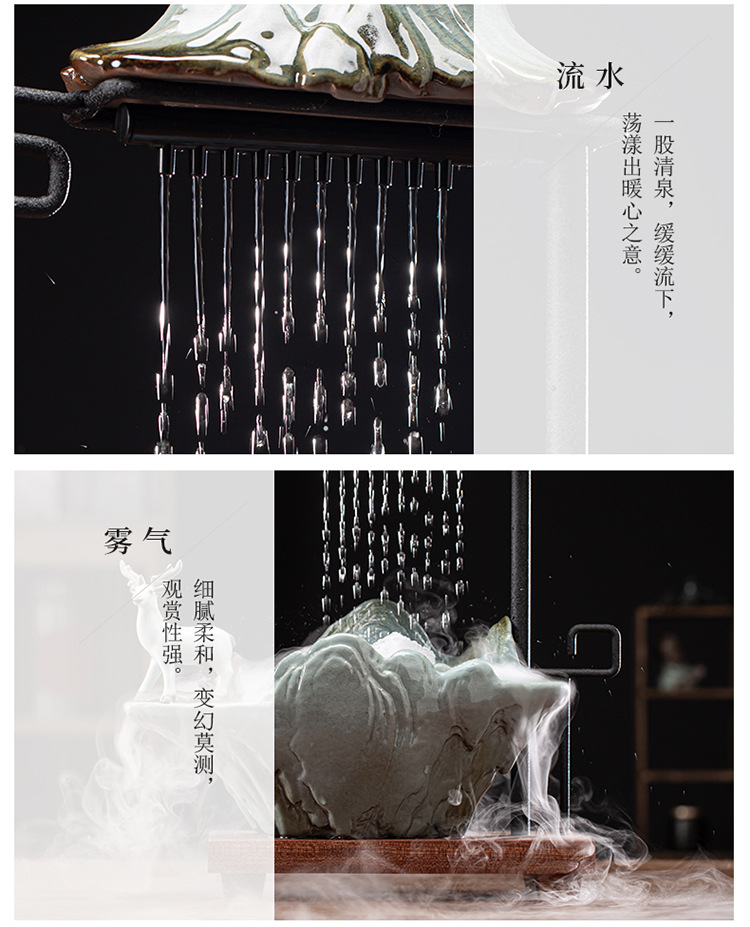 流水
一股清泉，缓缓流下，
荡漾出暖心之意。
雾气
细腻柔和，变幻莫测，
观赏性强。